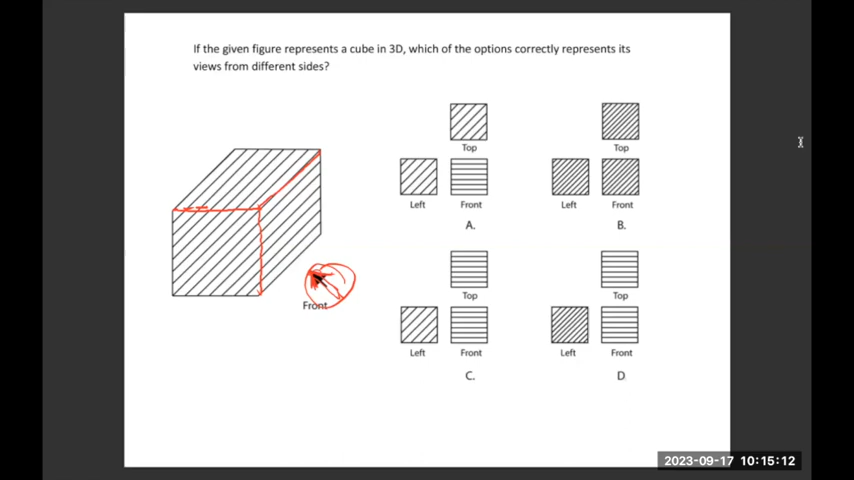 If the given figure represents a cube in 3D, which of the options correctly represents its
views from different sides?
Top
Left
Front
A.
Top
Left
Front
B.
Front
Top
Left
Front
C.
Top
Left
Front
D
2023-09-17 10:15:12